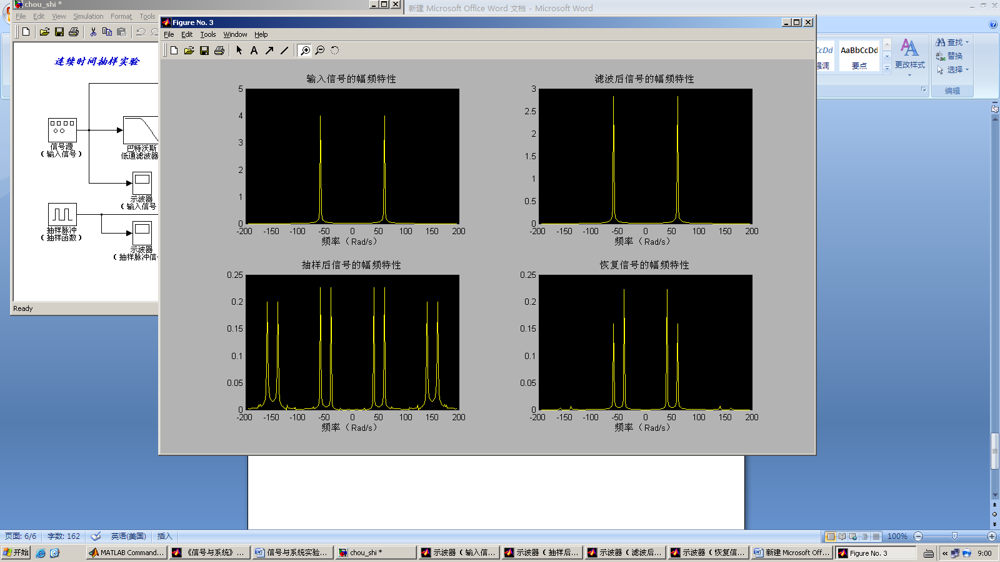 chou_shi *
新建 Microsoft Office Word 文档 - Microsoft Word
File Edit View Simulation Format Tools
Figure No. 3
File Edit Tools Window Help
连续时间抽样实验
信号源
（输入信号）
巴特沃斯
低通滤波器
示波器
（输入信号
抽样脉冲
（抽样函数）
示波器
（抽样脉冲信号
Ready
输入信号的幅频特性
5
4
3
2
1
0
-200 -150 -100 -50 0 50 100 150 200
频率（Rad/s）
滤波后信号的幅频特性
3
2.5
2
1.5
1
0.5
0
-200 -150 -100 -50 0 50 100 150 200
频率（Rad/s）
抽样后信号的幅频特性
0.25
0.2
0.15
0.1
0.05
0
-200 -150 -100 -50 0 50 100 150 200
频率（Rad/s）
恢复信号的幅频特性
0.25
0.2
0.15
0.1
0.05
0
-200 -150 -100 -50 0 50 100 150 200
频率（Rad/s）
CcDd AaBbCcDd
强调 要点
更改样式
查找
替换
选择
编辑
页面: 6/6 字数: 162 英语(美国) 插入 100%
开始 MATLAB Command... 《信号与系统》... 信号与系统实验... chou_shi * 示波器（输入信... 示波器（抽样后... 示波器（滤波后... 示波器（恢复信... 新建 Microsoft Off... Figure No. 3 9:00